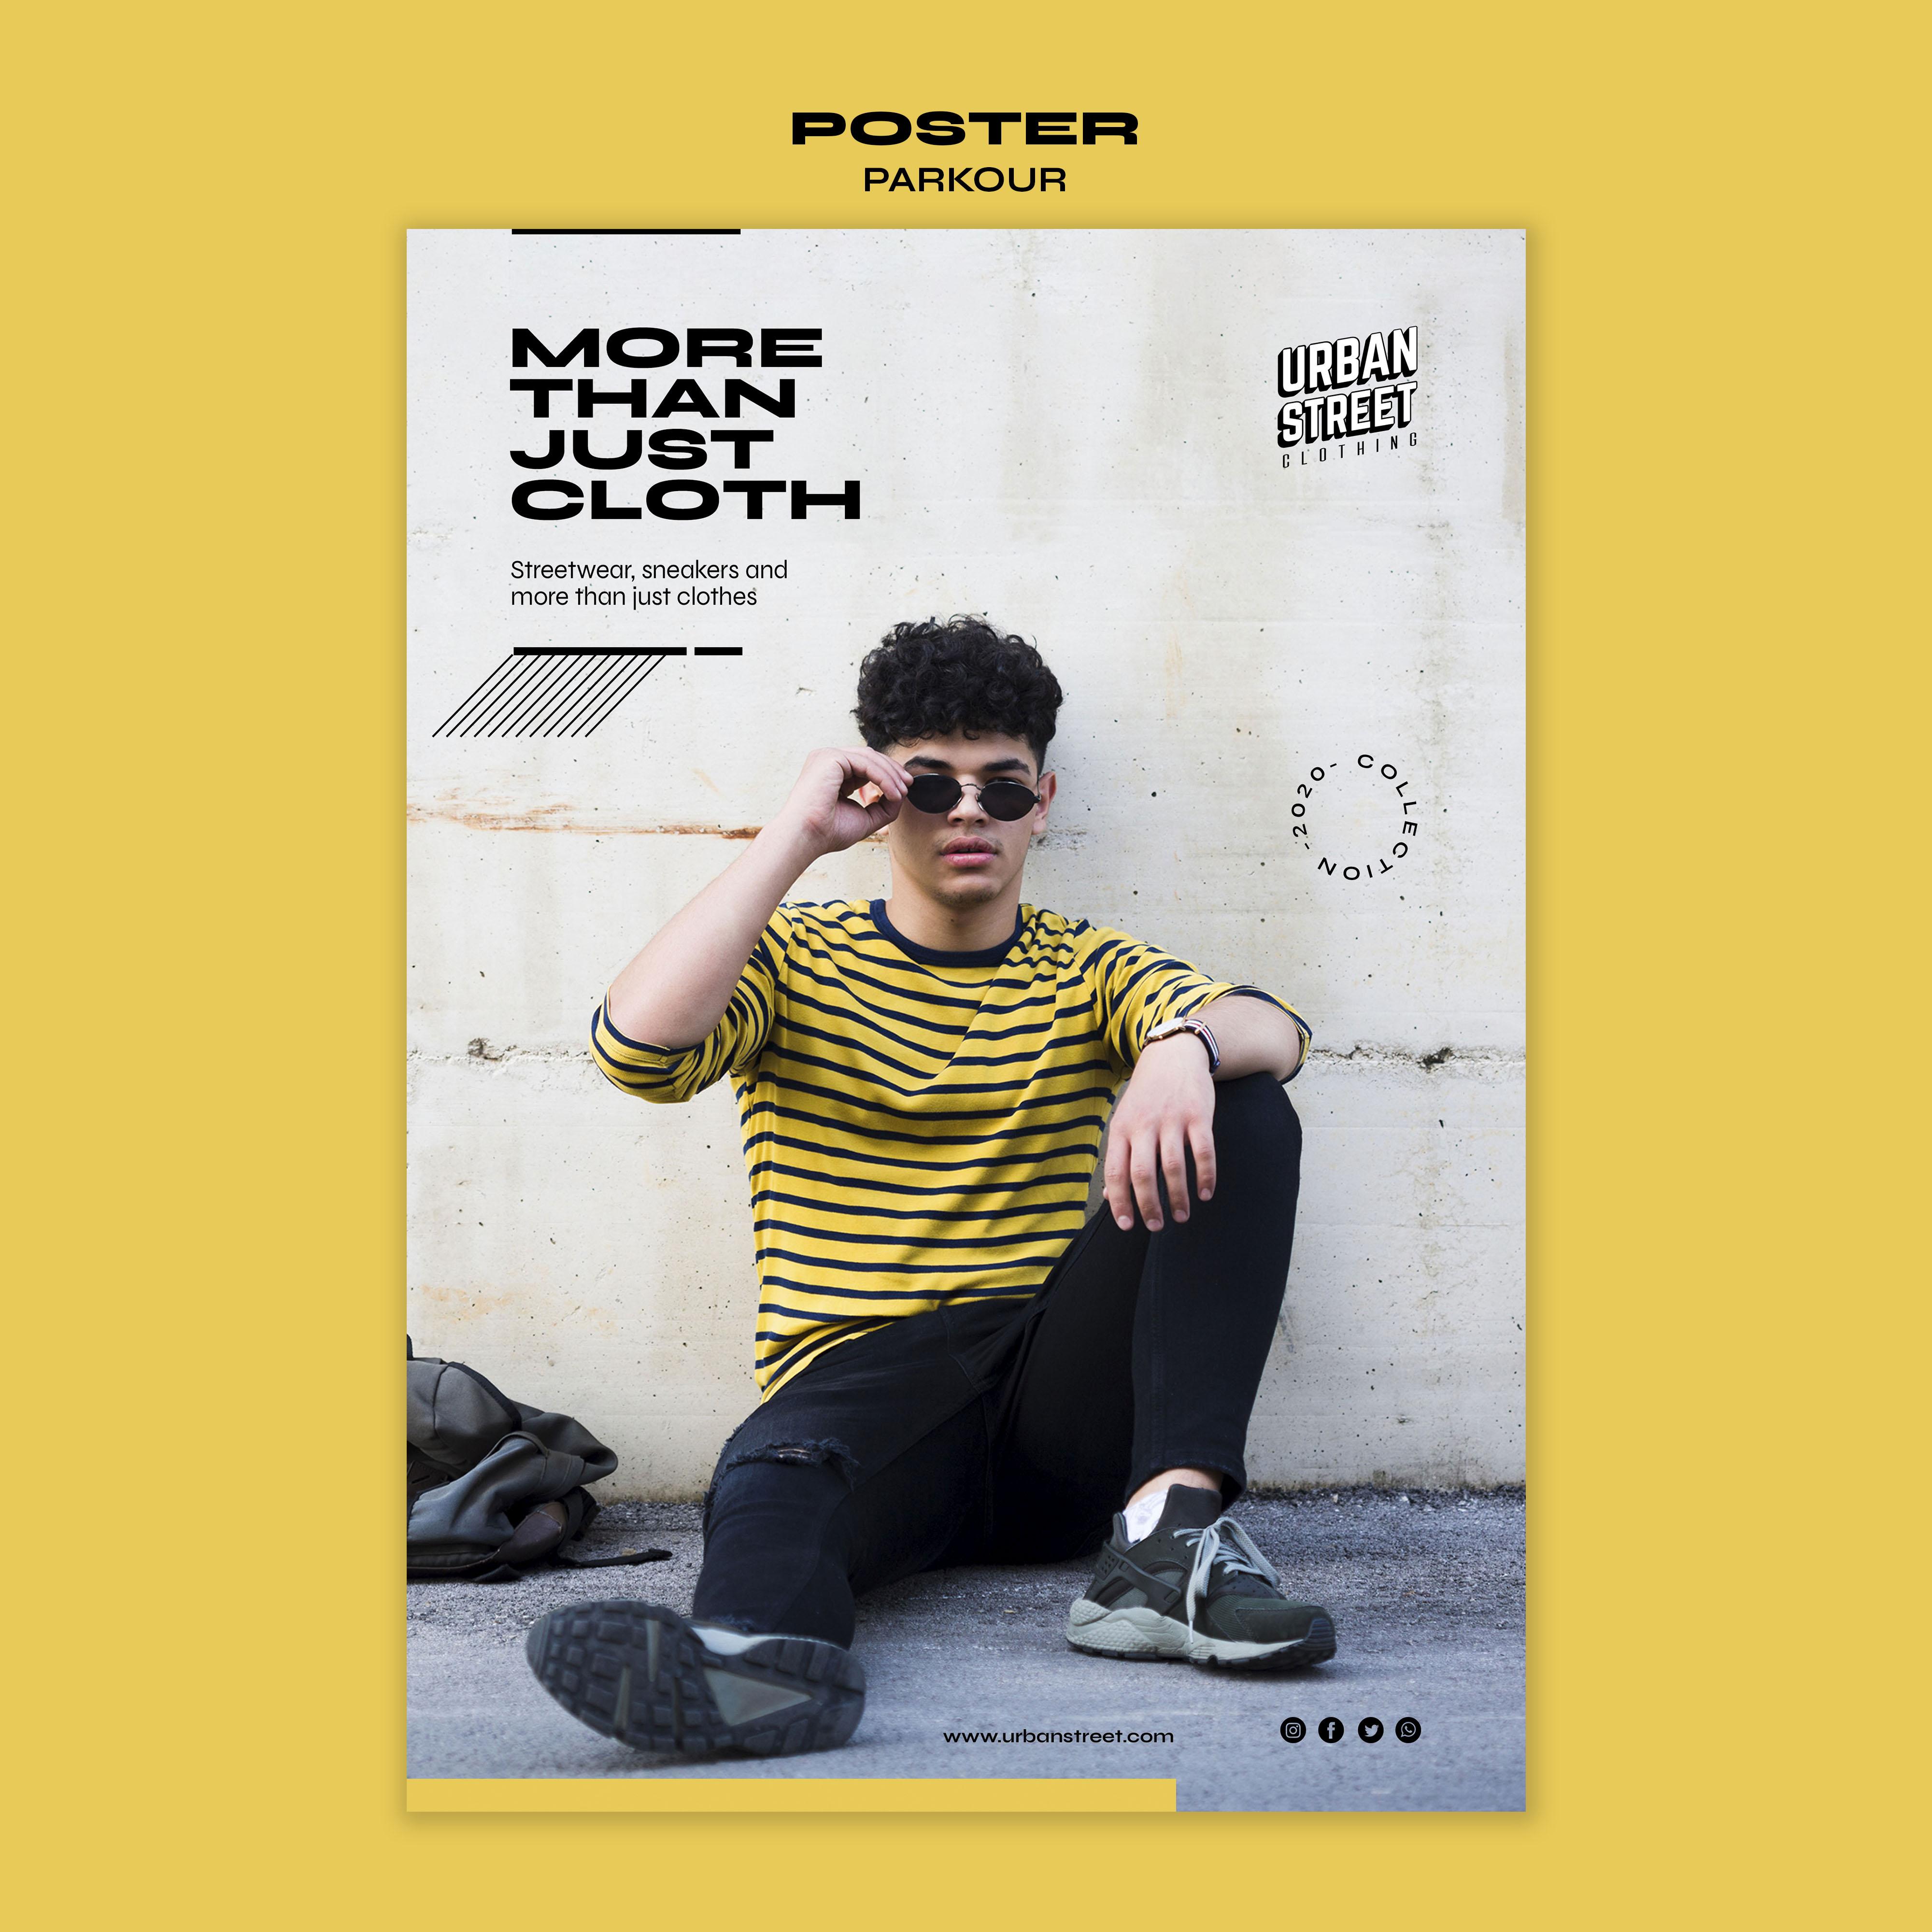 POSTER
PARKOUR
MORE
THAN
JUST
CLOTH
URBAN
STREET
CLOTHING
Streetwear, sneakers and
more than just clothes
-2020- COLLECTION
www.urbanstreet.com